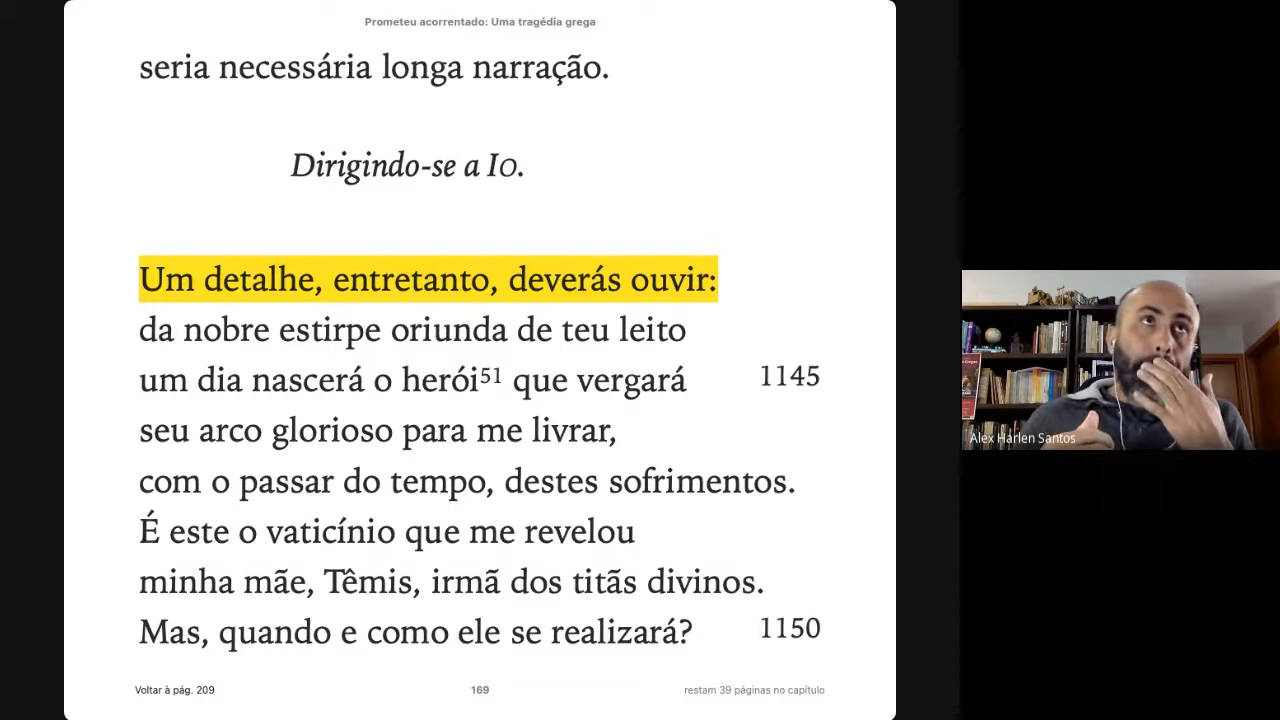 Prometeu acorrentado: Uma tragédia grega
seria necessária longa narração.
Dirigindo-se a IO.
Um detalhe, entretanto, deverás ouvir:
da nobre estirpe oriunda de teu leito
um dia nascerá o herói⁵¹ que vergará 1145
seu arco glorioso para me livrar,
com o passar do tempo, destes sofrimentos.
É este o vaticínio que me revelou
minha mãe, Têmis, irmã dos titãs divinos.
Mas, quando e como ele se realizará? 1150
Voltar à pág. 209 169 restam 39 páginas no capítulo
Alex Harlen Santos